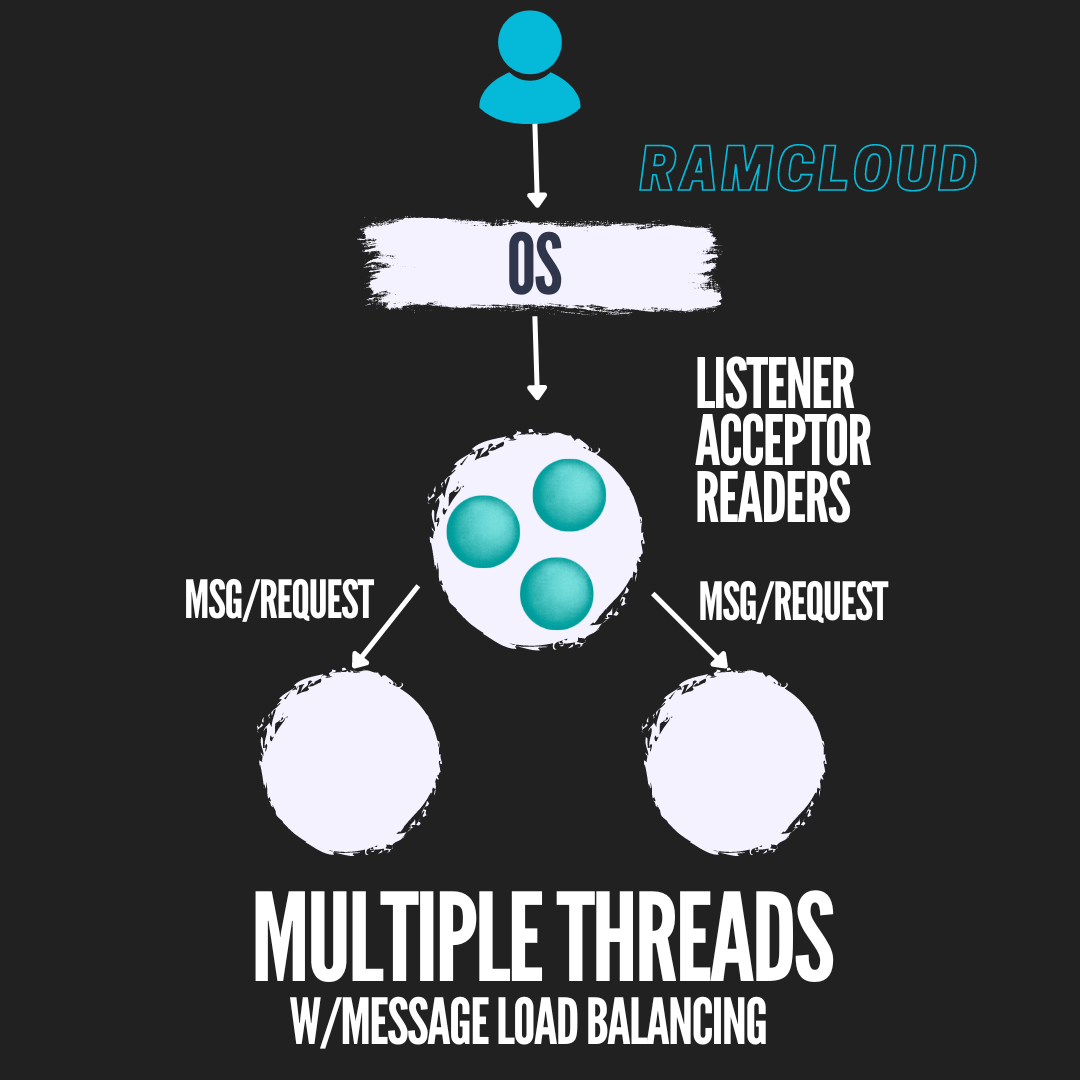 RAMCLOUD
OS
LISTENER
ACCEPTOR
READERS
MSG/REQUEST
MSG/REQUEST
MULTIPLE THREADS
W/MESSAGE LOAD BALANCING